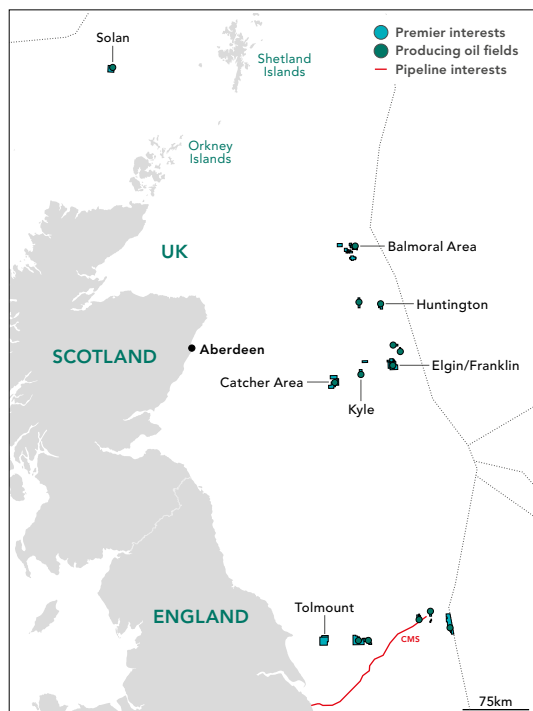 Solan
Premier interests
Producing oil fields
Pipeline interests
Shetland
Islands
Orkney
Islands
UK
Balmoral Area
Huntington
SCOTLAND
Aberdeen
Elgin/Franklin
Catcher Area
Kyle
ENGLAND
Tolmount
CMS
75km